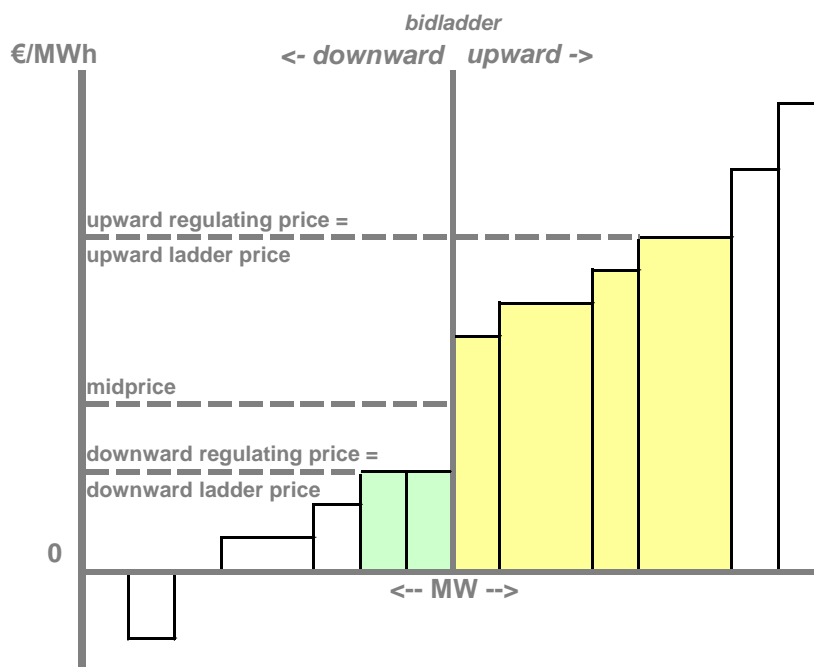 bidladder
€/MWh <- downward upward ->
upward regulating price =
upward ladder price
midprice
downward regulating price =
downward ladder price
0
<-- MW -->